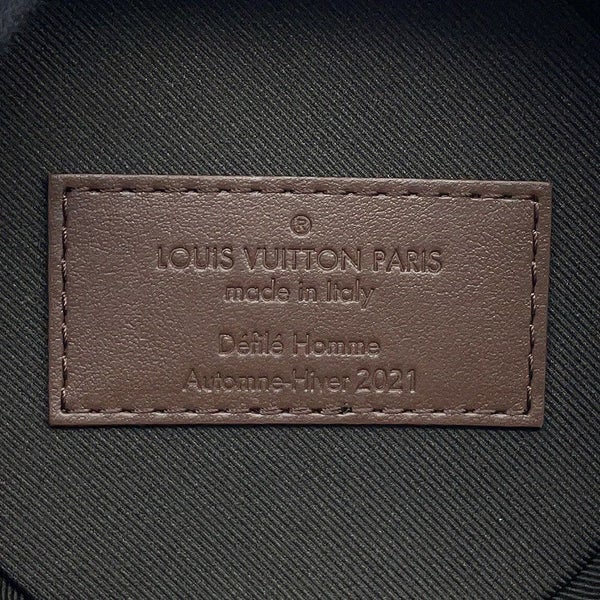 ®
LOUIS VUITTON PARIS
made in Italy
Défilé Homme
Automne-Hiver 2021